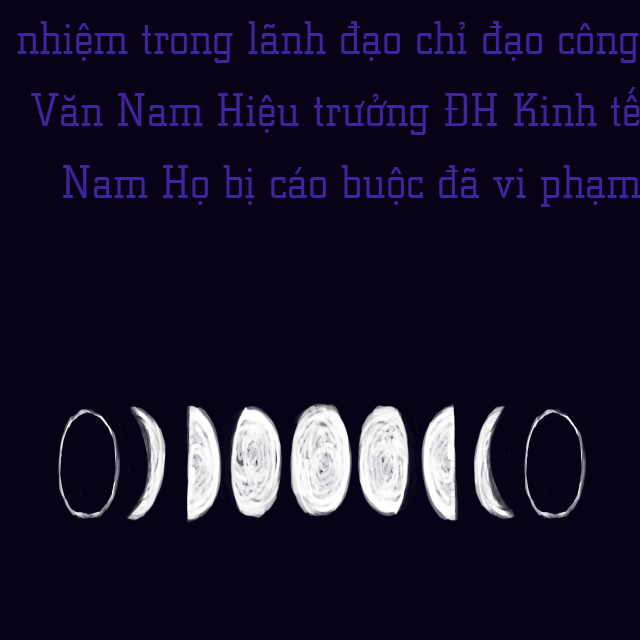 nhiệm trong lãnh đạo chỉ đạo công
Văn Nam Hiệu trưởng ĐH Kinh tế
Nam Họ bị cáo buộc đã vi phạm